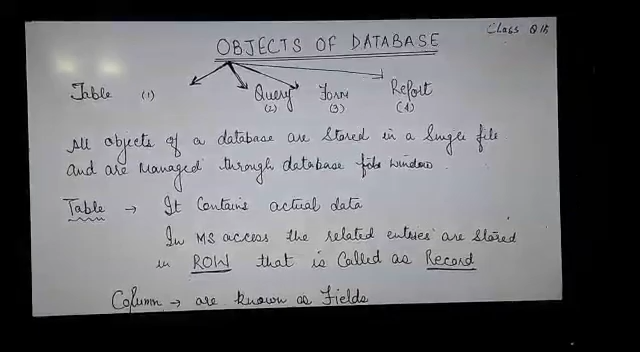 Class 9th
OBJECTS OF DATABASE
Table (1) Query (2) Form (3) Report (4)
All objects of a database are stored in a single file
and are managed through database window
Table → It contains actual data
In MS access the related entries are stored
in ROW that is called as Record
Column → are known as Fields